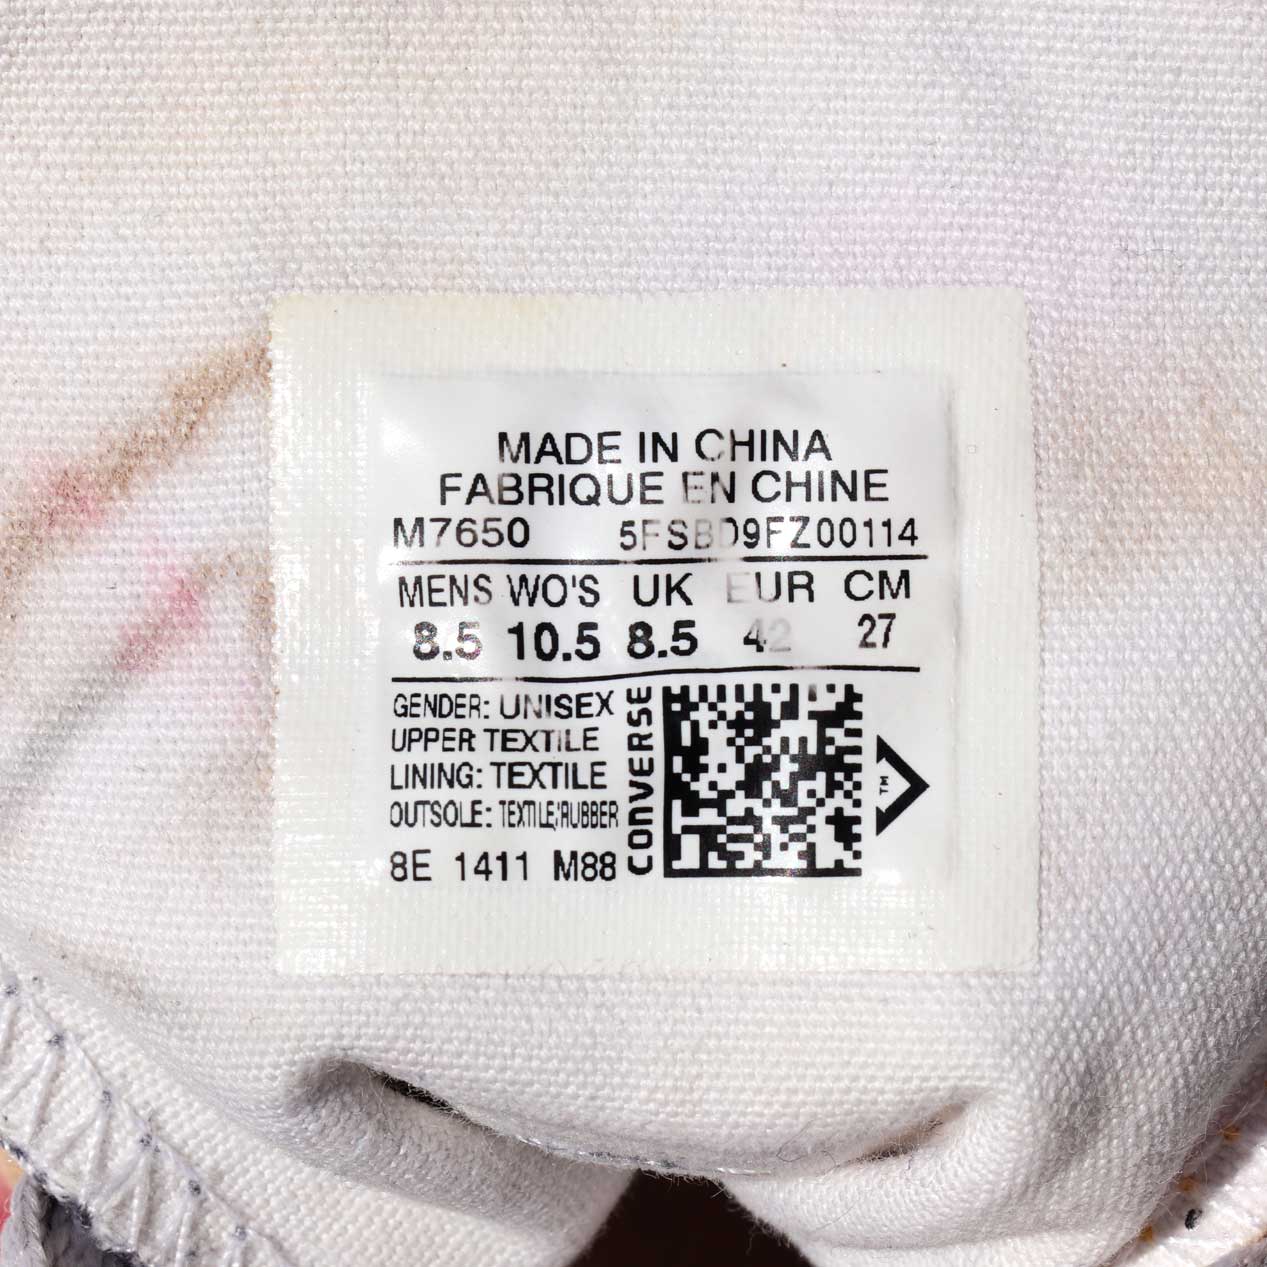 MADE IN CHINA
FABRIQUE EN CHINE
M7650 5FSBD9FZ00114
MENS WO'S UK EUR CM
8.5 10.5 8.5 42 27
GENDER: UNISEX
UPPER: TEXTILE
LINING: TEXTILE
OUTSOLE: TEXTILE/RUBBER
8E 1411 M88
CONVERSE
TM